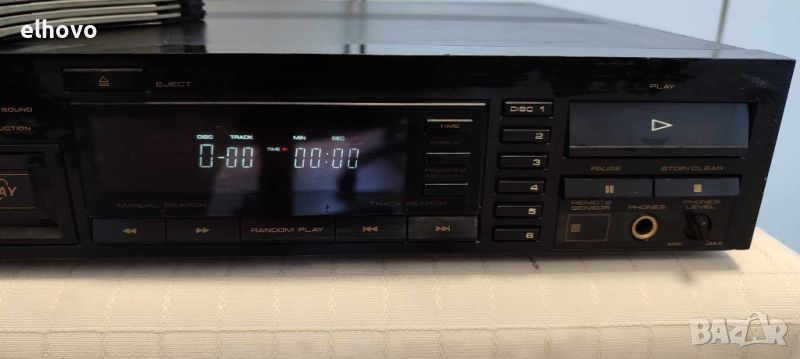 elhovo
EJECT
PLAY
SOUND
DISC 1
DISC TRACK MIN SEC
TIME
0-00 TIME 00:00
2
REPEAT
3
PAUSE STOP/CLEAR
PROGRAM
MEMORY
4
MANUAL SEARCH TRACK SEARCH
5
REMOTE
SENSOR
PHONES
PHONES
LEVEL
RANDOM PLAY
6
MIN MAX
BAZAR